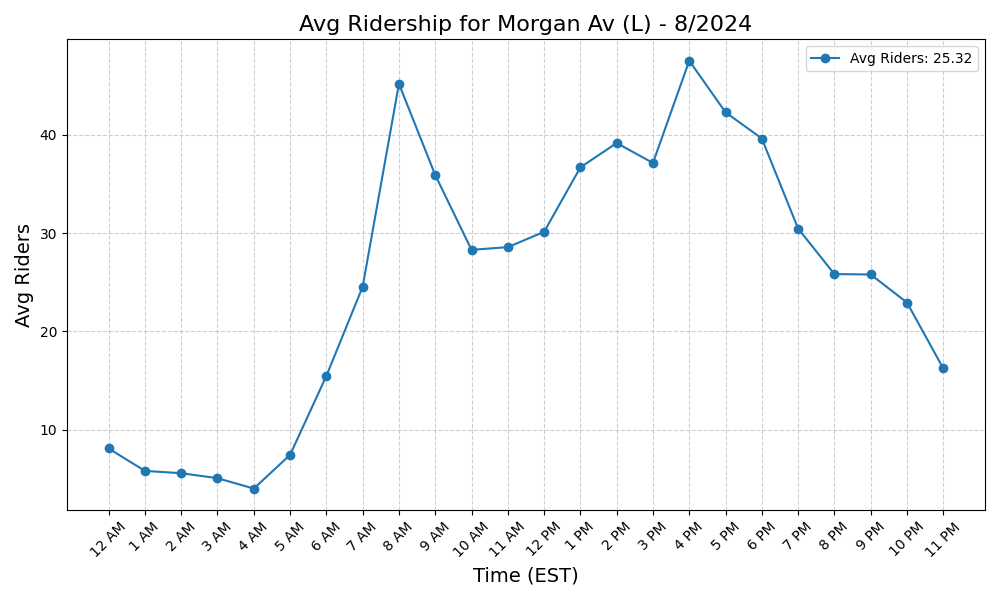 Avg Ridership for Morgan Av (L) - 8/2024
Avg Riders: 25.32
Avg Riders
40
30
20
10
12 AM
1 AM
2 AM
3 AM
4 AM
5 AM
6 AM
7 AM
8 AM
9 AM
10 AM
11 AM
12 PM
1 PM
2 PM
3 PM
4 PM
5 PM
6 PM
7 PM
8 PM
9 PM
10 PM
11 PM
Time (EST)